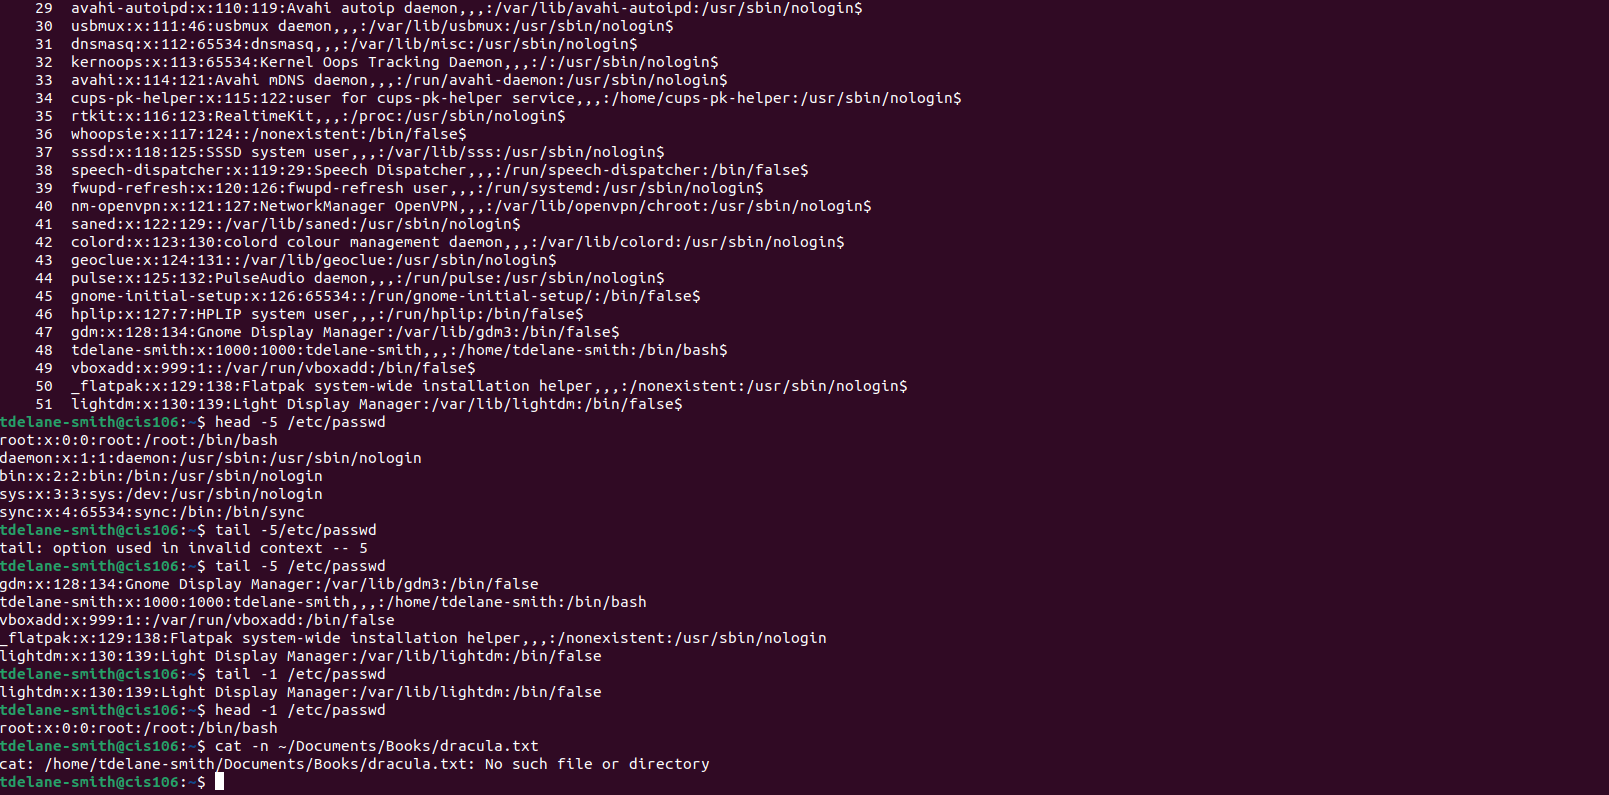 29  avahi-autoipd:x:110:119:Avahi autoip daemon,,,:/var/lib/avahi-autoipd:/usr/sbin/nologin$
30  usbmux:x:111:46:usbmux daemon,,,:/var/lib/usbmux:/usr/sbin/nologin$
31  dnsmasq:x:112:65534:dnsmasq,,,:/var/lib/misc:/usr/sbin/nologin$
32  kernoops:x:113:65534:Kernel Oops Tracking Daemon,,,:/:/usr/sbin/nologin$
33  avahi:x:114:121:Avahi mDNS daemon,,,:/run/avahi-daemon:/usr/sbin/nologin$
34  cups-pk-helper:x:115:122:user for cups-pk-helper service,,,:/home/cups-pk-helper:/usr/sbin/nologin$
35  rtkit:x:116:123:RealtimeKit,,,:/proc:/usr/sbin/nologin$
36  whoopsie:x:117:124::/nonexistent:/bin/false$
37  sssd:x:118:125:SSSD system user,,,:/var/lib/sss:/usr/sbin/nologin$
38  speech-dispatcher:x:119:29:Speech Dispatcher,,,:/run/speech-dispatcher:/bin/false$
39  fwupd-refresh:x:120:126:fwupd-refresh user,,,:/run/systemd:/usr/sbin/nologin$
40  nm-openvpn:x:121:127:NetworkManager OpenVPN,,,:/var/lib/openvpn/chroot:/usr/sbin/nologin$
41  saned:x:122:129::/var/lib/saned:/usr/sbin/nologin$
42  colord:x:123:130:colord colour management daemon,,,:/var/lib/colord:/usr/sbin/nologin$
43  geoclue:x:124:131::/var/lib/geoclue:/usr/sbin/nologin$
44  pulse:x:125:132:PulseAudio daemon,,,:/run/pulse:/usr/sbin/nologin$
45  gnome-initial-setup:x:126:65534::/run/gnome-initial-setup/:/bin/false$
46  hplip:x:127:7:HPLIP system user,,,:/run/hplip:/bin/false$
47  gdm:x:128:134:Gnome Display Manager:/var/lib/gdm3:/bin/false$
48  tdelane-smith:x:1000:1000:tdelane-smith,,,:/home/tdelane-smith:/bin/bash$
49  vboxadd:x:999:1::/var/run/vboxadd:/bin/false$
50  _flatpak:x:129:138:Flatpak system-wide installation helper,,,:/nonexistent:/usr/sbin/nologin$
51  lightdm:x:130:139:Light Display Manager:/var/lib/lightdm:/bin/false$
tdelane-smith@cis106:~$ head -5 /etc/passwd
root:x:0:0:root:/root:/bin/bash
daemon:x:1:1:daemon:/usr/sbin:/usr/sbin/nologin
bin:x:2:2:bin:/bin:/usr/sbin/nologin
sys:x:3:3:sys:/dev:/usr/sbin/nologin
sync:x:4:65534:sync:/bin:/bin/sync
tdelane-smith@cis106:~$ tail -5/etc/passwd
tail: option used in invalid context -- 5
tdelane-smith@cis106:~$ tail -5 /etc/passwd
gdm:x:128:134:Gnome Display Manager:/var/lib/gdm3:/bin/false
tdelane-smith:x:1000:1000:tdelane-smith,,,:/home/tdelane-smith:/bin/bash
vboxadd:x:999:1::/var/run/vboxadd:/bin/false
_flatpak:x:129:138:Flatpak system-wide installation helper,,,:/nonexistent:/usr/sbin/nologin
lightdm:x:130:139:Light Display Manager:/var/lib/lightdm:/bin/false
tdelane-smith@cis106:~$ tail -1 /etc/passwd
lightdm:x:130:139:Light Display Manager:/var/lib/lightdm:/bin/false
tdelane-smith@cis106:~$ head -1 /etc/passwd
root:x:0:0:root:/root:/bin/bash
tdelane-smith@cis106:~$ cat -n ~/Documents/Books/dracula.txt
cat: /home/tdelane-smith/Documents/Books/dracula.txt: No such file or directory
tdelane-smith@cis106:~$